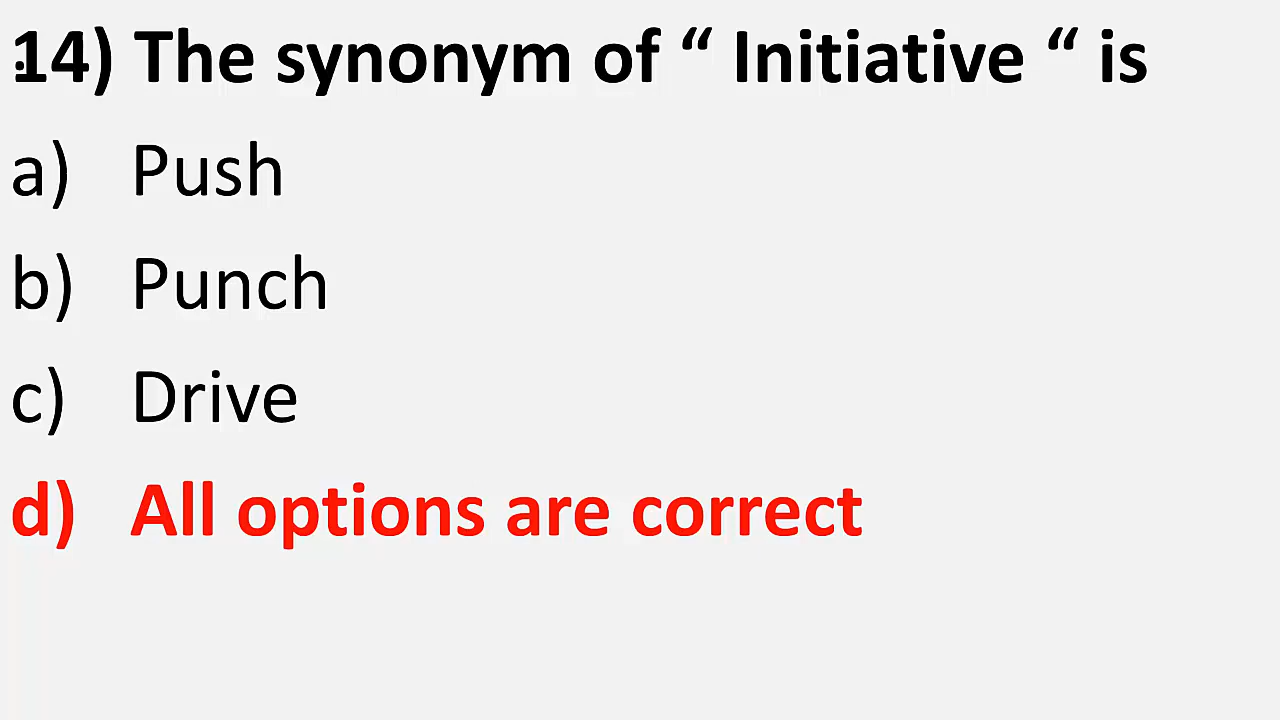 14) The synonym of “ Initiative “ is
a) Push
b) Punch
c) Drive
d) All options are correct